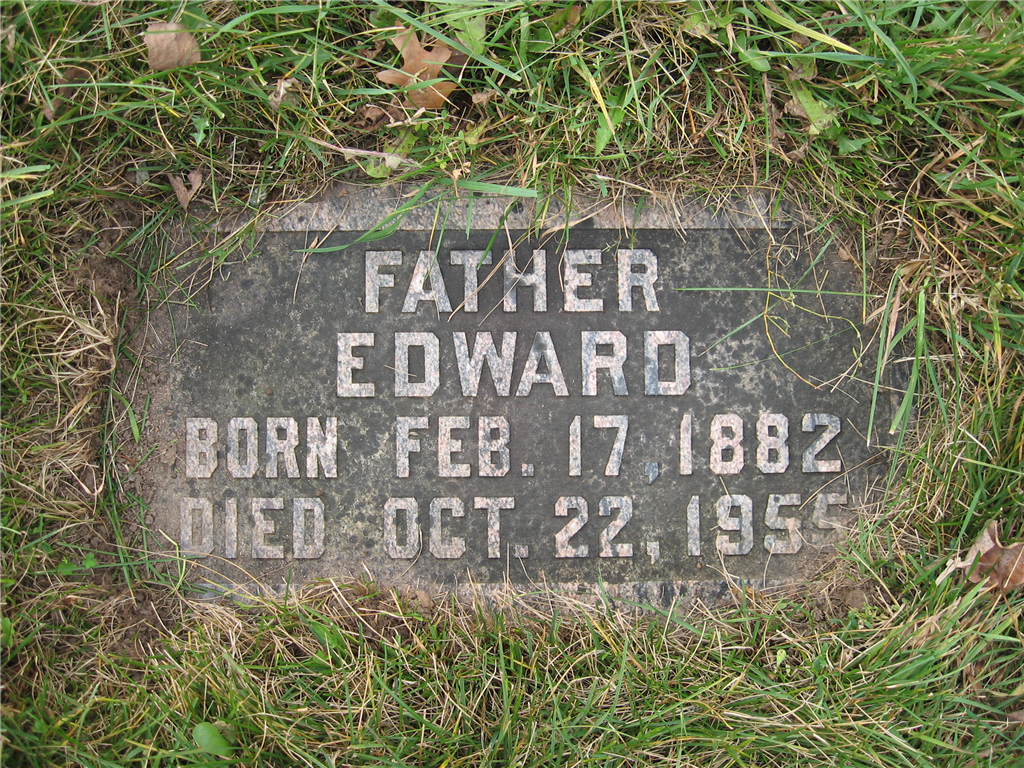 FATHER
EDWARD
BORN FEB. 17, 1882
DIED OCT. 22, 1955